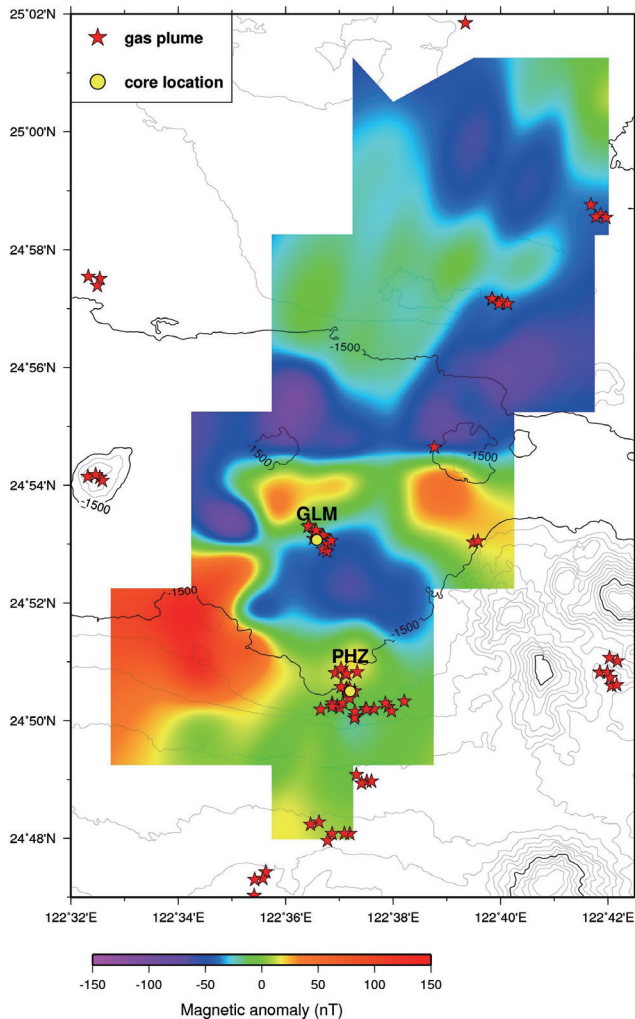 25°02'N
gas plume
core location
25°00'N
24°58'N
-1500
24°56'N
-1500
-1500
-1500
24°54'N
GLM
-1500
24°52'N
-1500
PHZ
24°50'N
24°48'N
122°32'E 122°34'E 122°36'E 122°38'E 122°40'E 122°42'E
-150 -100 -50 0 50 100 150
Magnetic anomaly (nT)